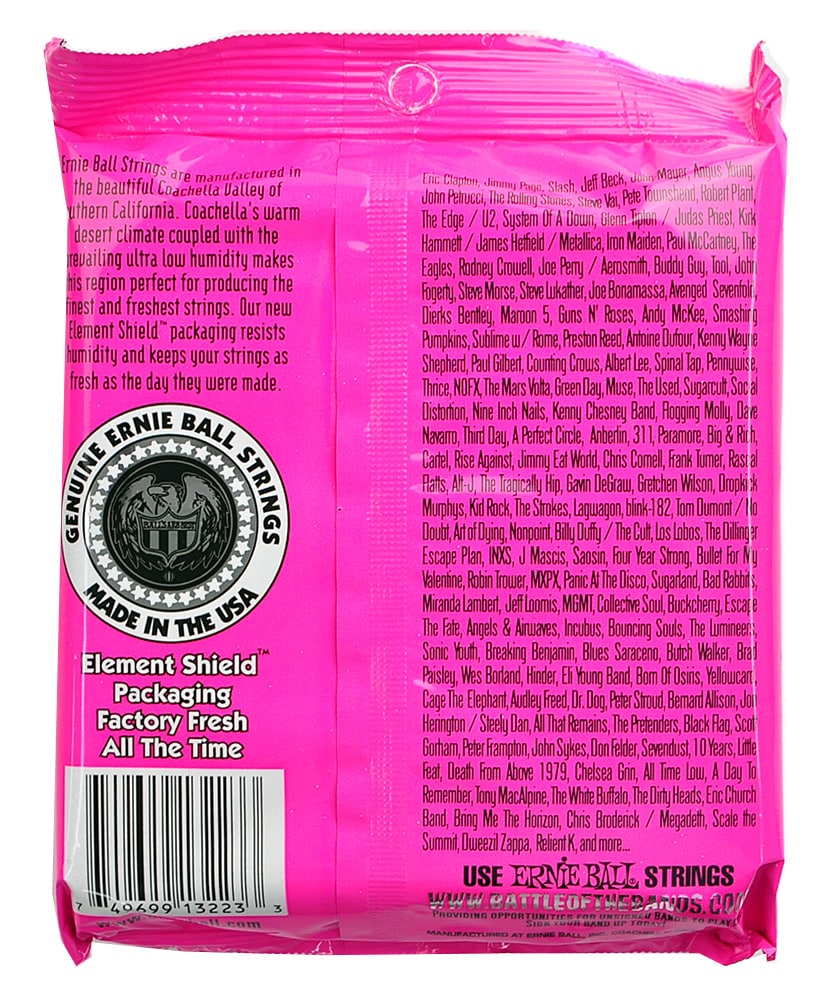 Ernie Ball Strings are manufactured in
the beautiful Coachella Valley of
uthern California. Coachella's warm
desert climate coupled with the
revailing ultra low humidity makes
his region perfect for producing the
finest and freshest strings. Our new
Element Shield™ packaging resists
humidity and keeps your strings as
fresh as the day they were made.
GENUINE ERNIE BALL STRINGS
MADE IN THE USA
Element Shield™
Packaging
Factory Fresh
All The Time
7 40499 13223 3
Eric Clapton, Jimmy Page, Slash, Jeff Beck, John Mayer, Angus Young,
John Petrucci, The Rolling Stones, Steve Vai, Pete Townshend, Robert Plant,
The Edge / U2, System Of A Down, Glenn Tipton / Judas Priest, Kirk
Hammett / James Hetfield / Metallica, Iron Maiden, Paul McCartney, The
Eagles, Rodney Crowell, Joe Perry / Aerosmith, Buddy Guy, Tool, John
Fogerty, Steve Morse, Steve Lukather, Joe Bonamassa, Avenged Sevenfold,
Dierks Bentley, Maroon 5, Guns N' Roses, Andy McKee, Smashing
Pumpkins, Sublime w/ Rome, Preston Reed, Antoine Dufour, Kenny Wayne
Shepherd, Paul Gilbert, Counting Crows, Albert Lee, Spinal Tap, Pennywise,
Thrice, NOFX, The Mars Volta, Green Day, Muse, The Used, Sugarcult, Social
Distortion, Nine Inch Nails, Kenny Chesney Band, Flogging Molly, Dave
Navarro, Third Day, A Perfect Circle, Anberlin, 311, Paramore, Big & Rich,
Cartel, Rise Against, Jimmy Eat World, Chris Cornell, Frank Turner, Rascal
Flatts, Alt-J, The Tragically Hip, Gavin DeGraw, Gretchen Wilson, Dropkick
Murphys, Kid Rock, The Strokes, Lagwagon, blink-182, Tom Dumont / No
Doubt, Art of Dying, Nonpoint, Billy Duffy / The Cult, Los Lobos, The Dillinger
Escape Plan, INXS, J Mascis, Saosin, Four Year Strong, Bullet For My
Valentine, Robin Trower, MXPX, Panic At The Disco, Sugarland, Bad Rabbits,
Miranda Lambert, Jeff Loomis, MGMT, Collective Soul, Buckcherry, Escape
The Fate, Angels & Airwaves, Incubus, Bouncing Souls, The Lumineers,
Sonic Youth, Breaking Benjamin, Blues Saraceno, Butch Walker, Brad
Paisley, Wes Borland, Hinder, Eli Young Band, Born Of Osiris, Yellowcard,
Cage The Elephant, Audley Freed, Dr. Dog, Peter Stroud, Bernard Allison, Jon
Herington / Steely Dan, All That Remains, The Pretenders, Black Flag, Scott
Gorham, Peter Frampton, John Sykes, Don Felder, Sevendust, 10 Years, Little
Feat, Death From Above 1979, Chelsea Grin, All Time Low, A Day To
Remember, Tony MacAlpine, The White Buffalo, The Dirty Heads, Eric Church
Band, Bring Me The Horizon, Chris Broderick / Megadeth, Scale the
Summit, Dweezil Zappa, Relient K, and more...
USE ERNIE BALL® STRINGS
WWW.BATTLEOFTHEBANDS.CO
PROVIDING OPPORTUNITIES FOR UNSIGNED BANDS TO PLAY
SIGN YOUR BAND UP TODAY!
MANUFACTURED AT ERNIE BALL, INC.